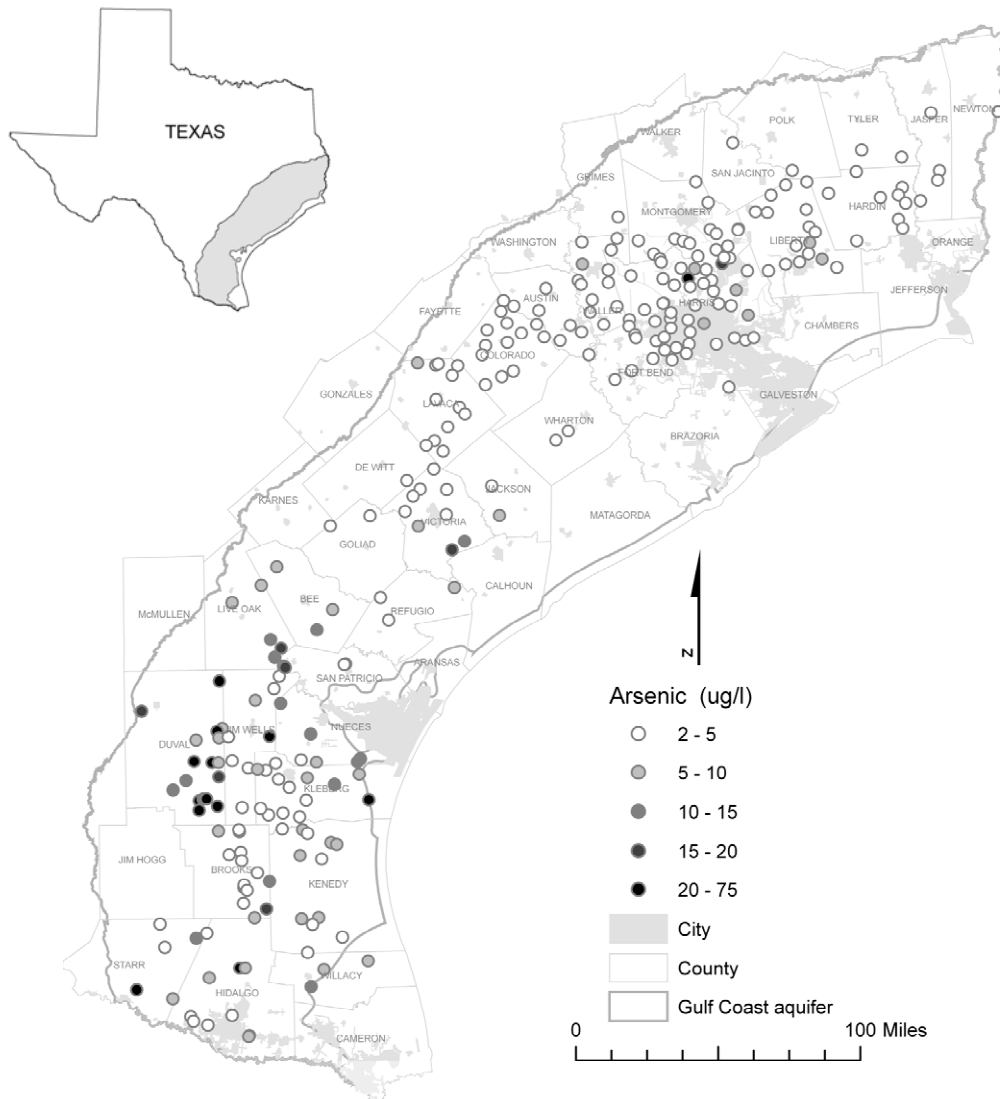 TEXAS
NEWTON
POLK
TYLER
JASPER
WALKER
SAN JACINTO
GRIMES
HARDIN
MONTGOMERY
WASHINGTON
LIBERTY
ORANGE
JEFFERSON
AUSTIN
WALLER
HARRIS
FAYETTE
CHAMBERS
COLORADO
FORT BEND
GONZALES
GALVESTON
LAVACA
WHARTON
BRAZORIA
DE WITT
JACKSON
KARNES
MATAGORDA
VICTORIA
GOLIAD
CALHOUN
BEE
LIVE OAK
McMULLEN
REFUGIO
ARANSAS
SAN PATRICIO
NUECES
JIM WELLS
DUVAL
KLEBERG
JIM HOGG
BROOKS
KENEDY
STARR
WILLACY
HIDALGO
CAMERON
N
Arsenic (ug/l)
2 - 5
5 - 10
10 - 15
15 - 20
20 - 75
City
County
Gulf Coast aquifer
0 100 Miles